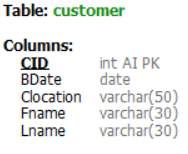 Table: customer
Columns:
CID int AI PK
BDate date
Clocation varchar(50)
Fname varchar(30)
Lname varchar(30)